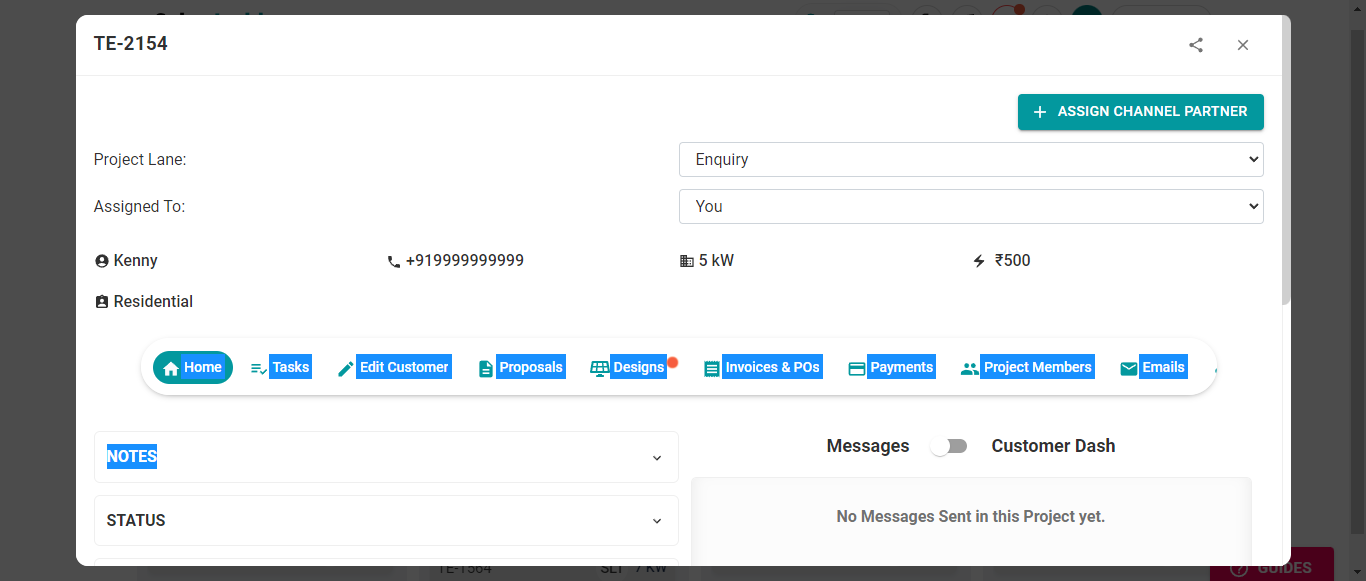 TE-2154
ASSIGN CHANNEL PARTNER
Project Lane:
Enquiry
Assigned To:
You
Kenny
+919999999999
5 kW
₹500
Residential
Home
Tasks
Edit Customer
Proposals
Designs
Invoices & POs
Payments
Project Members
Emails
NOTES
Messages
Customer Dash
STATUS
No Messages Sent in this Project yet.
TE-1564
7 KW
GUIDES